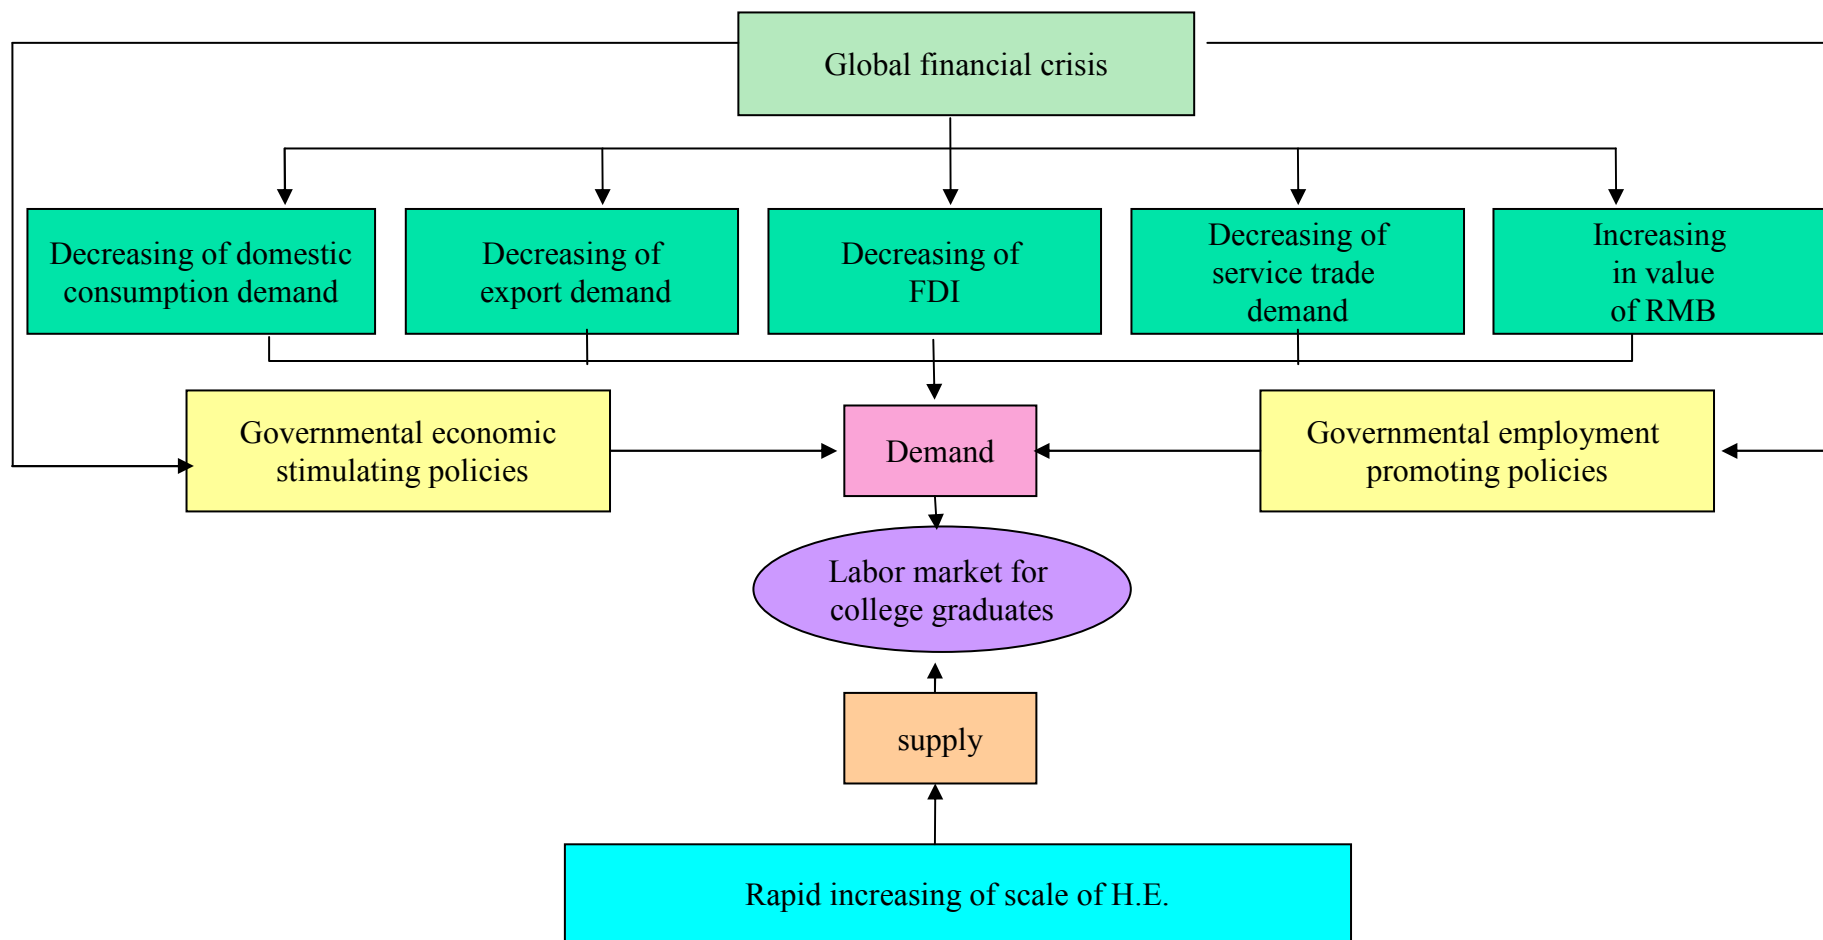 Global financial crisis
Decreasing of domestic
consumption demand
Decreasing of
export demand
Decreasing of
FDI
Decreasing of
service trade
demand
Increasing
in value
of RMB
Governmental economic
stimulating policies
Demand
Governmental employment
promoting policies
Labor market for
college graduates
supply
Rapid increasing of scale of H.E.